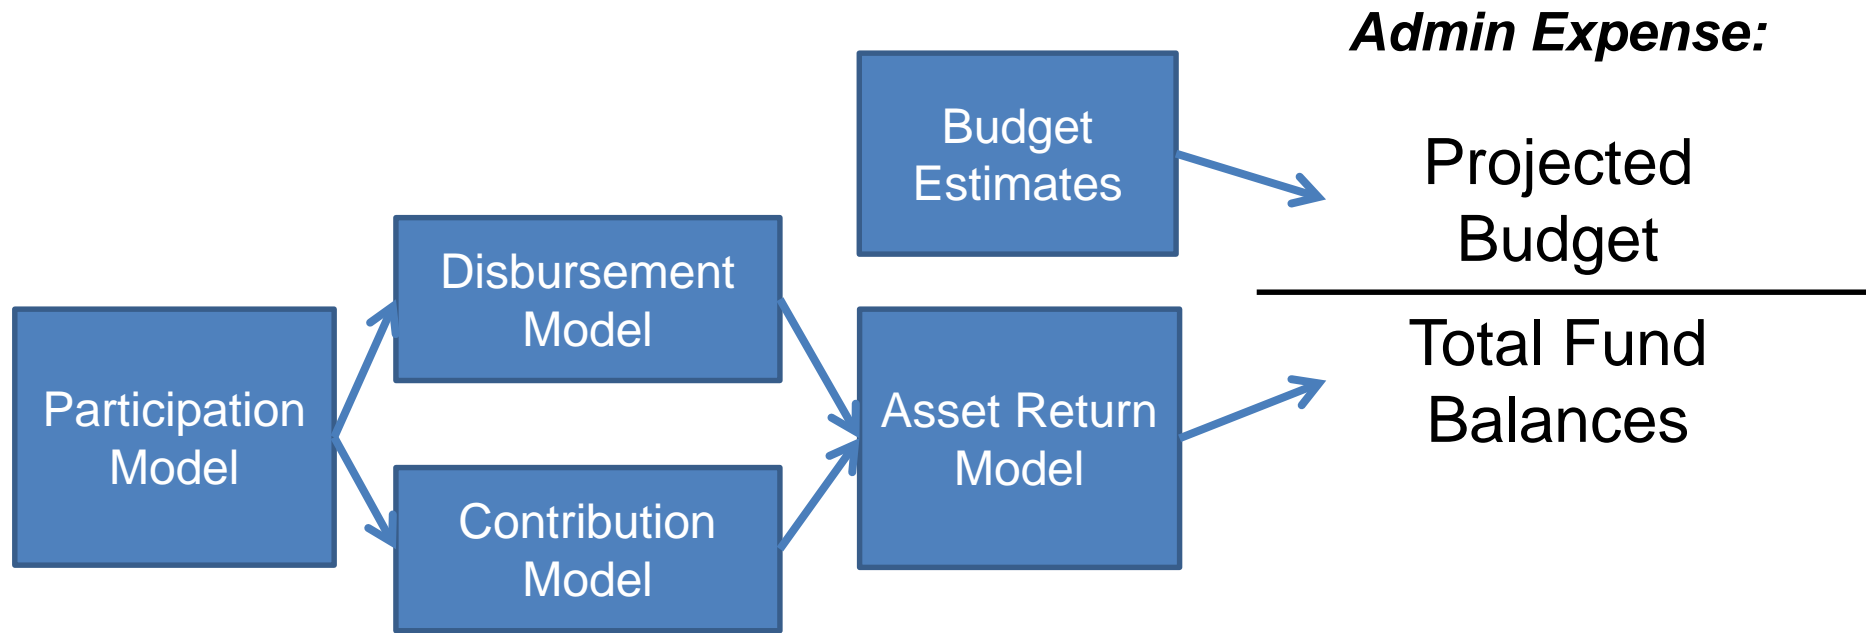 Admin Expense:
Budget
Estimates
Projected
Budget
Disbursement
Model
Participation
Model
Contribution
Model
Asset Return
Model
Total Fund
Balances